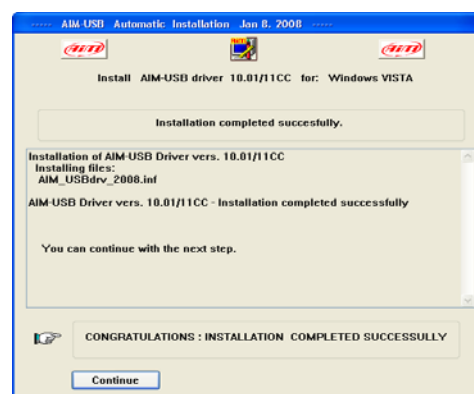 ----- AIM-USB Automatic Installation Jan 8. 2008 -----
Install AIM-USB driver 10.01/11CC for: Windows VISTA
Installation completed succesfully.
Installation of AIM-USB Driver vers. 10.01/11CC
Installing files:
AIM_USBdrv_2008.inf
AIM-USB Driver vers. 10.01/11CC - Installation completed successfully
You can continue with the next step.
CONGRATULATIONS : INSTALLATION COMPLETED SUCCESSULLY
Continue